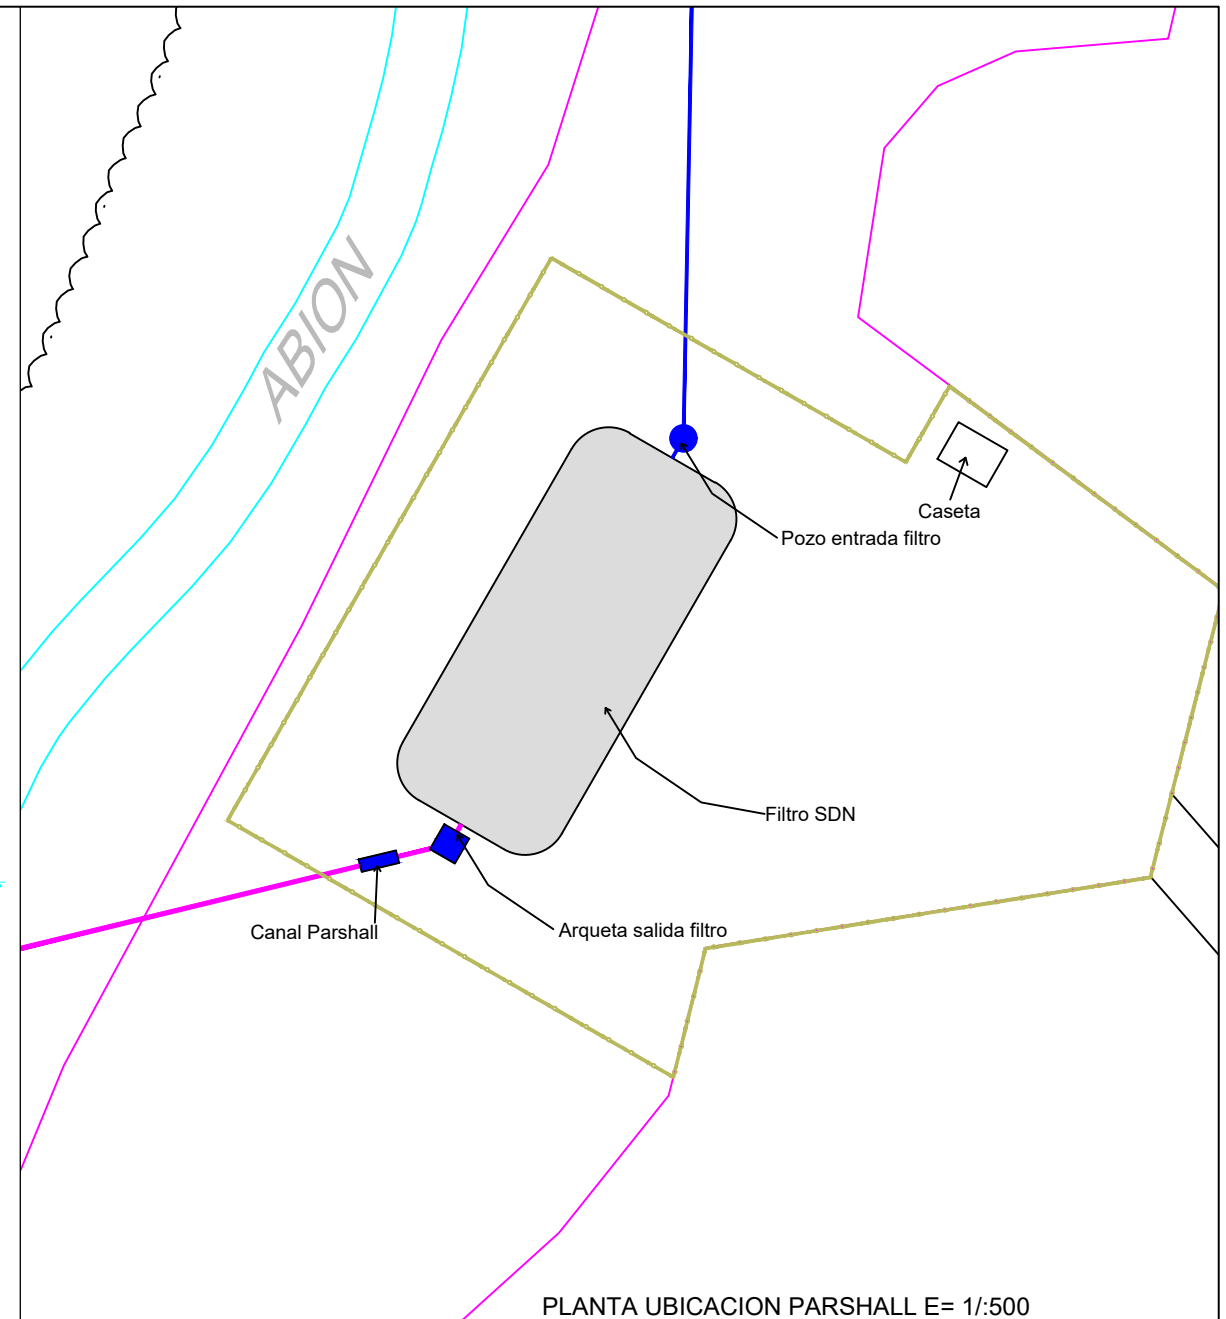 ABION
Caseta
Pozo entrada filtro
Filtro SDN
Canal Parshall
Arqueta salida filtro
PLANTA UBICACION PARSHALL E= 1/:500